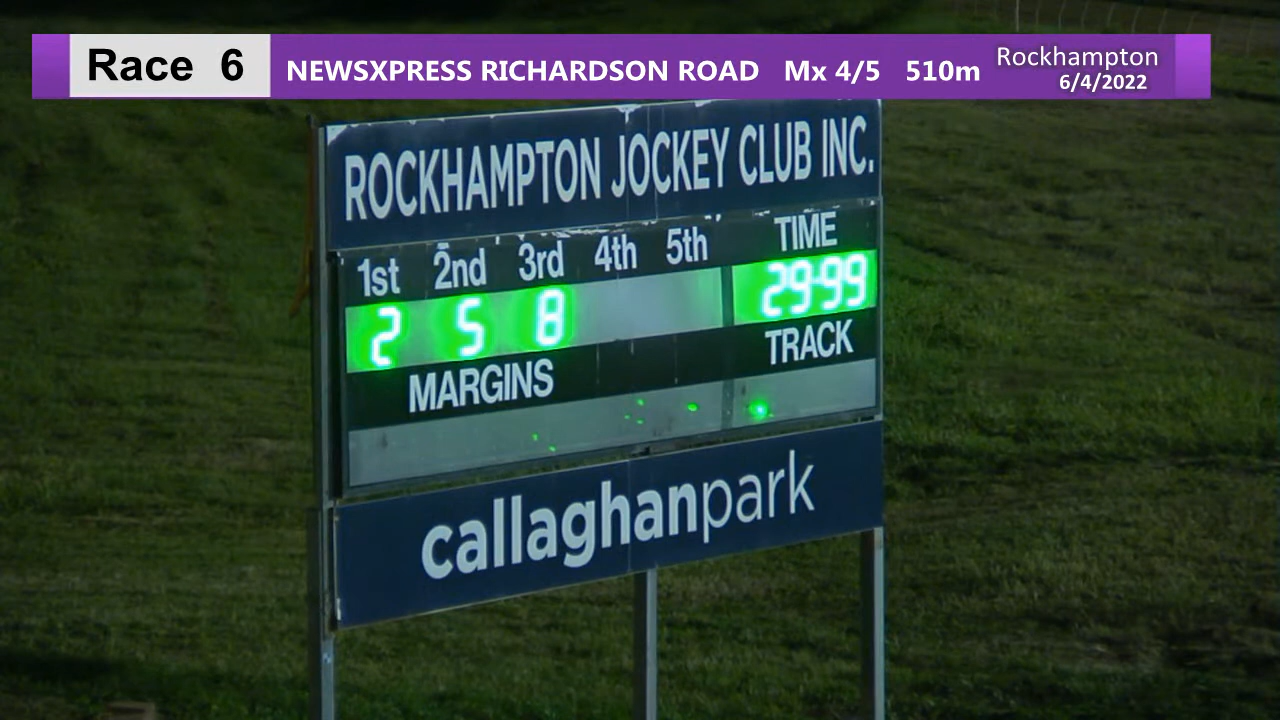 Race 6 NEWSXPRESS RICHARDSON ROAD Mx 4/5 510m Rockhampton
6/4/2022
ROCKHAMPTON JOCKEY CLUB INC.
1st 2nd 3rd 4th 5th TIME
2 5 8 29-99
MARGINS TRACK
callaghanpark